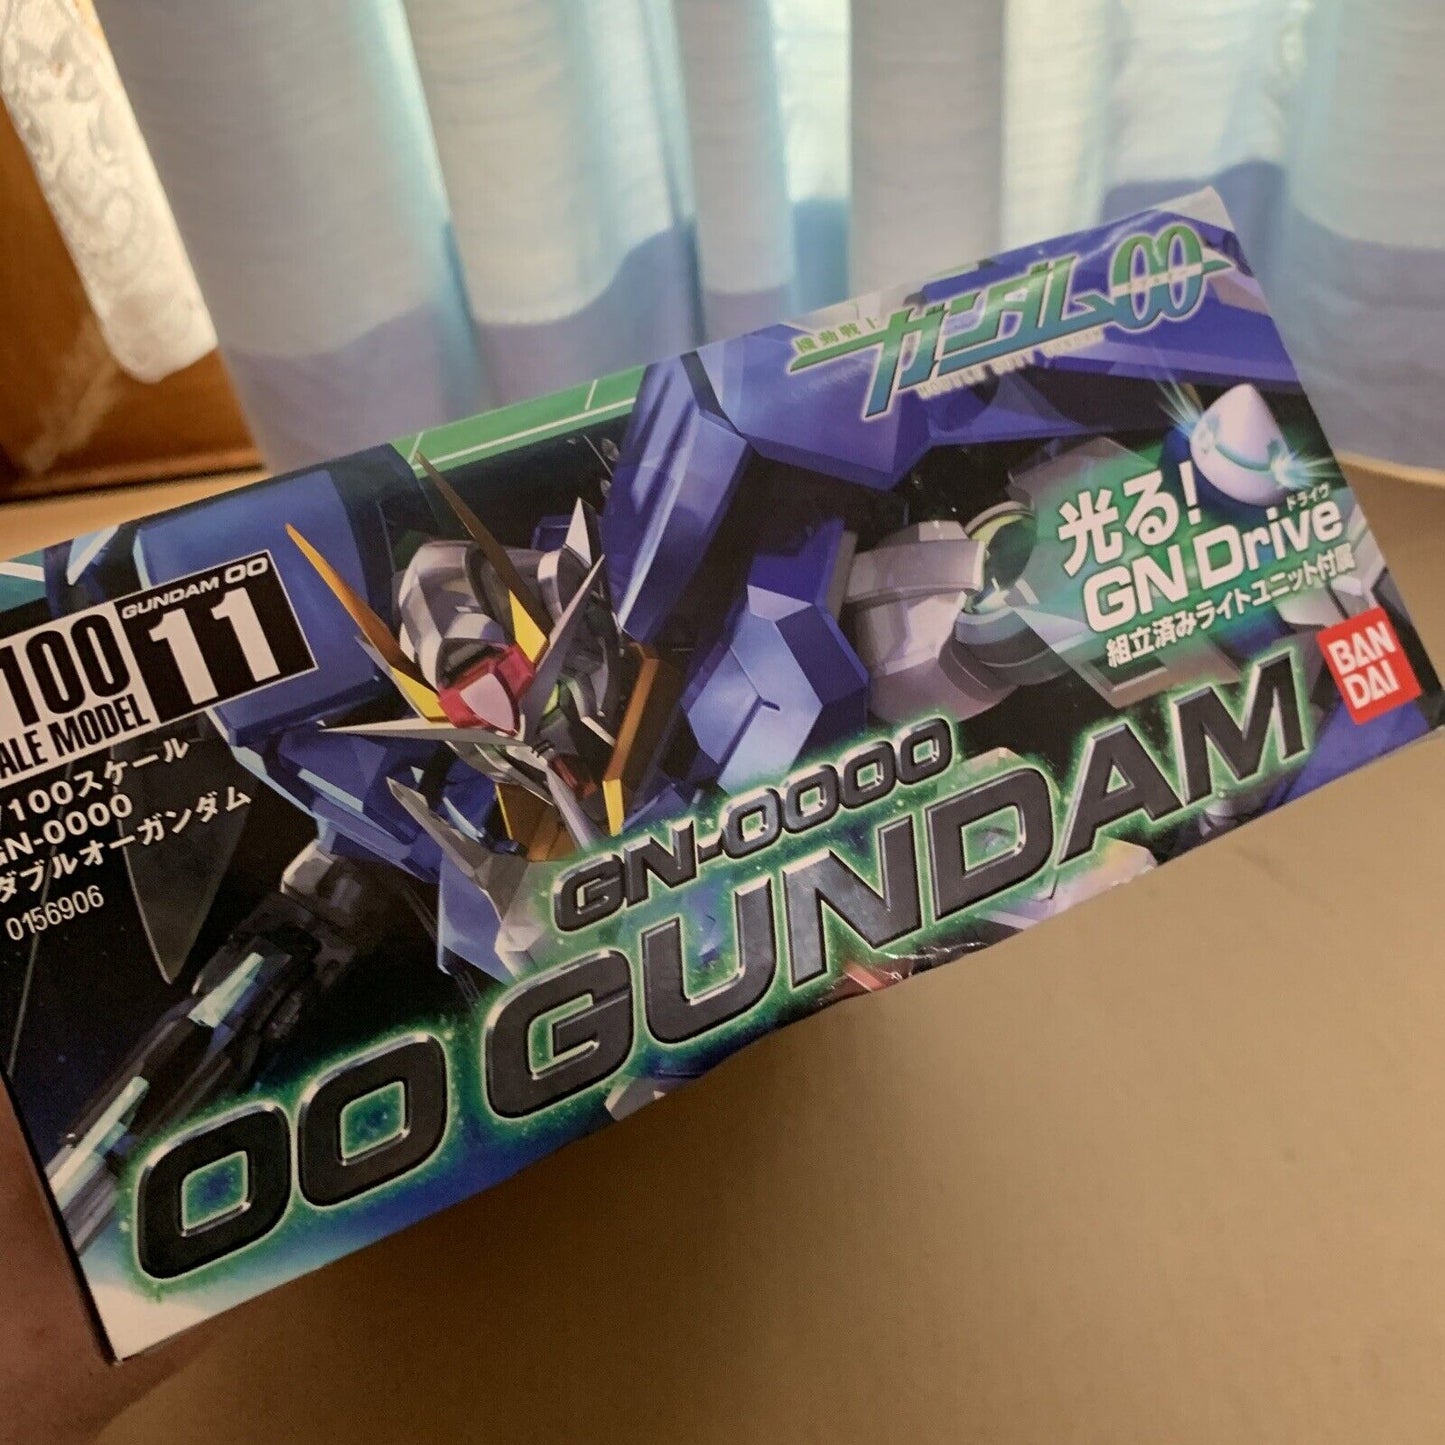 機動戦士
ガンダム00
MOBILE SUIT GUNDAM
光る!
ドライヴ
GN Drive
組立済みライトユニット付属
BAN
DAI
GUNDAM 00
100
11
ALE MODEL
/100スケール
GN-0000
ダブルオーガンダム
0156906
GN-0000
OO GUNDAM